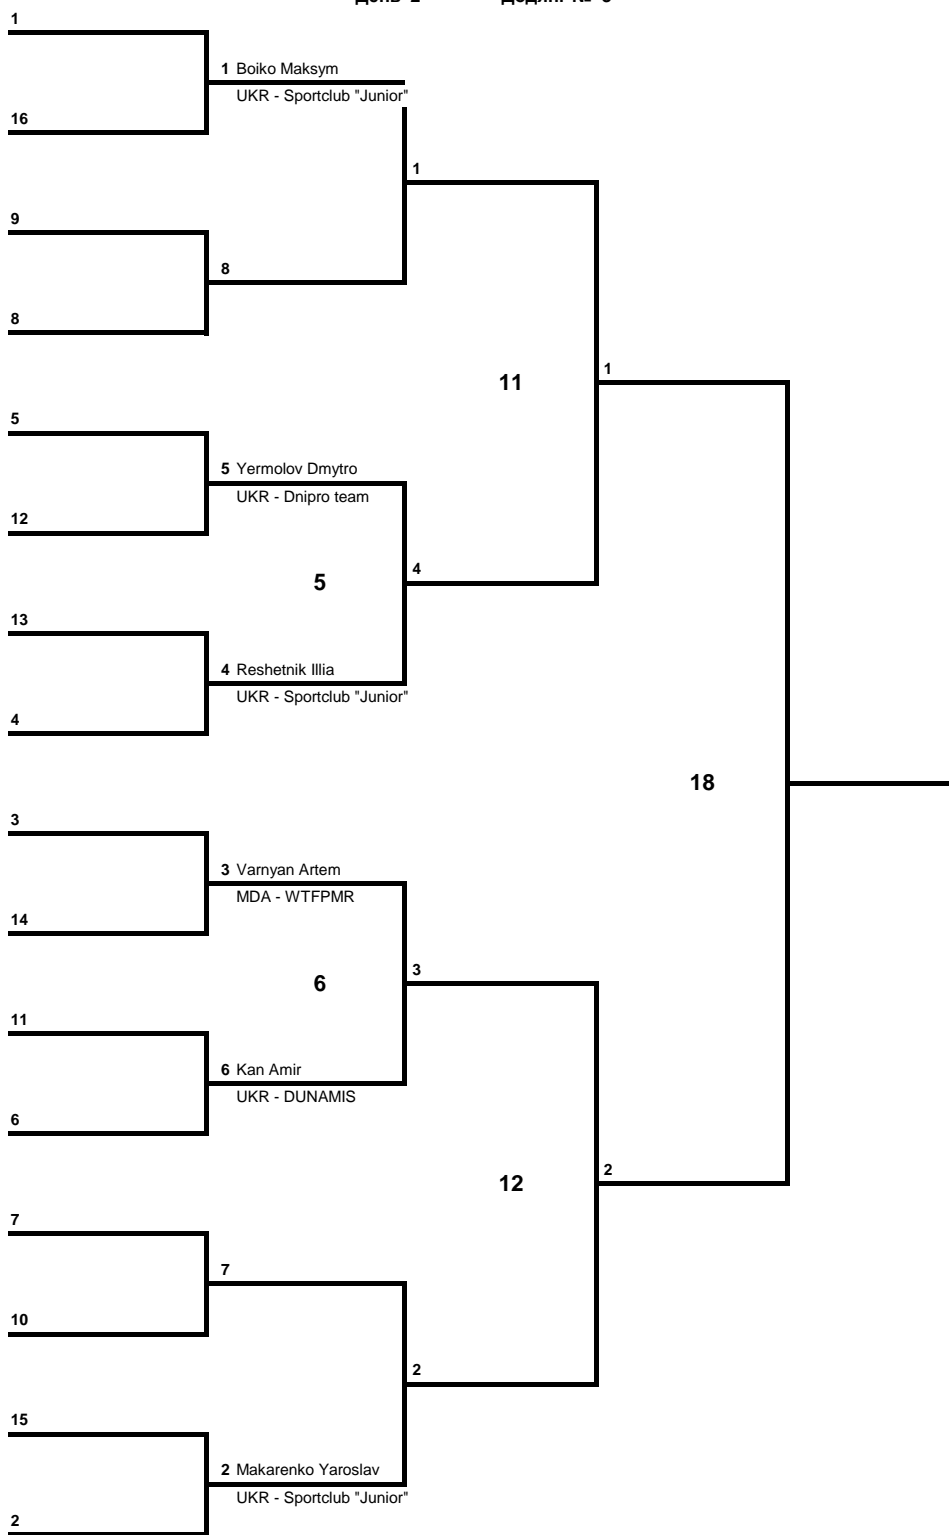 1
1 Boiko Maksym
UKR - Sportclub "Junior"
16
1
9
8
8
11
1
5
5 Yermolov Dmytro
UKR - Dnipro team
12
5
4
13
4 Reshetnik Illia
UKR - Sportclub "Junior"
4
18
3
3 Varnyan Artem
MDA - WTFPMR
14
6
3
11
6 Kan Amir
UKR - DUNAMIS
6
12
2
7
7
10
2
15
2 Makarenko Yaroslav
UKR - Sportclub "Junior"
2